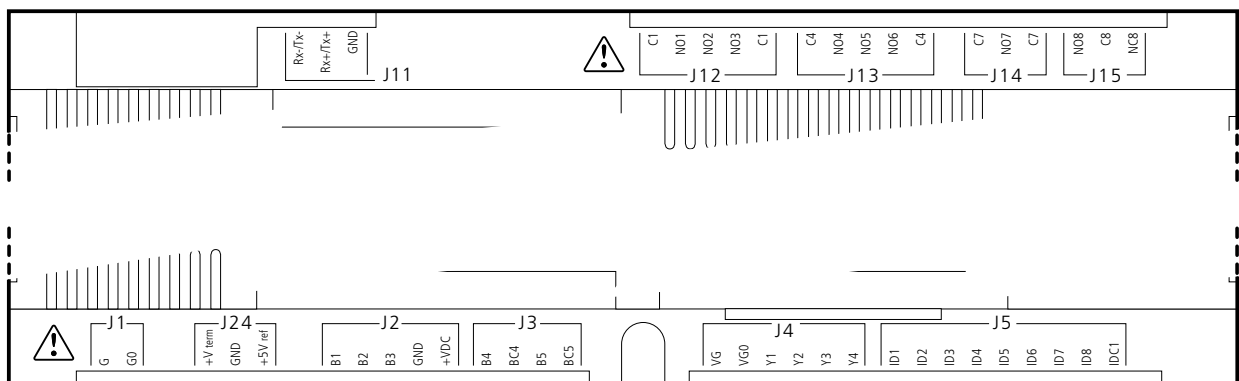 Rx-/Tx-
Rx+/Tx+
GND
J11
C1
NO1
NO2
NO3
C1
J12
C4
NO4
NO5
NO6
C4
J13
C7
NO7
C7
J14
NO8
C8
NC8
J15
J1
G
G0
J24
+V term
GND
+5V ref
J2
B1
B2
B3
GND
+VDC
J3
B4
BC4
B5
BC5
J4
VG
VG0
Y1
Y2
Y3
Y4
J5
ID1
ID2
ID3
ID4
ID5
ID6
ID7
ID8
IDC1